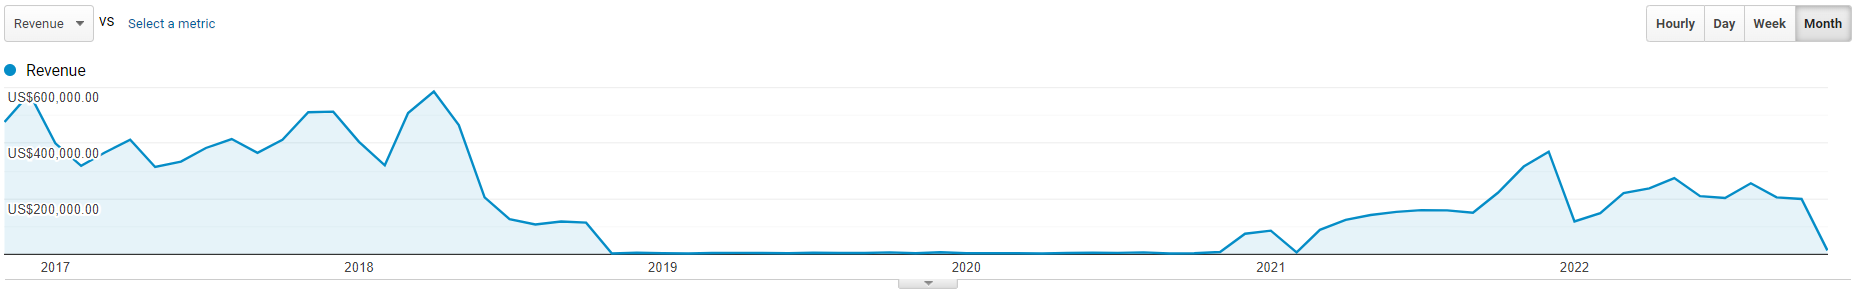 Revenue VS Select a metric
Hourly Day Week Month
Revenue
US$600,000.00
US$400,000.00
US$200,000.00
2017 2018 2019 2020 2021 2022